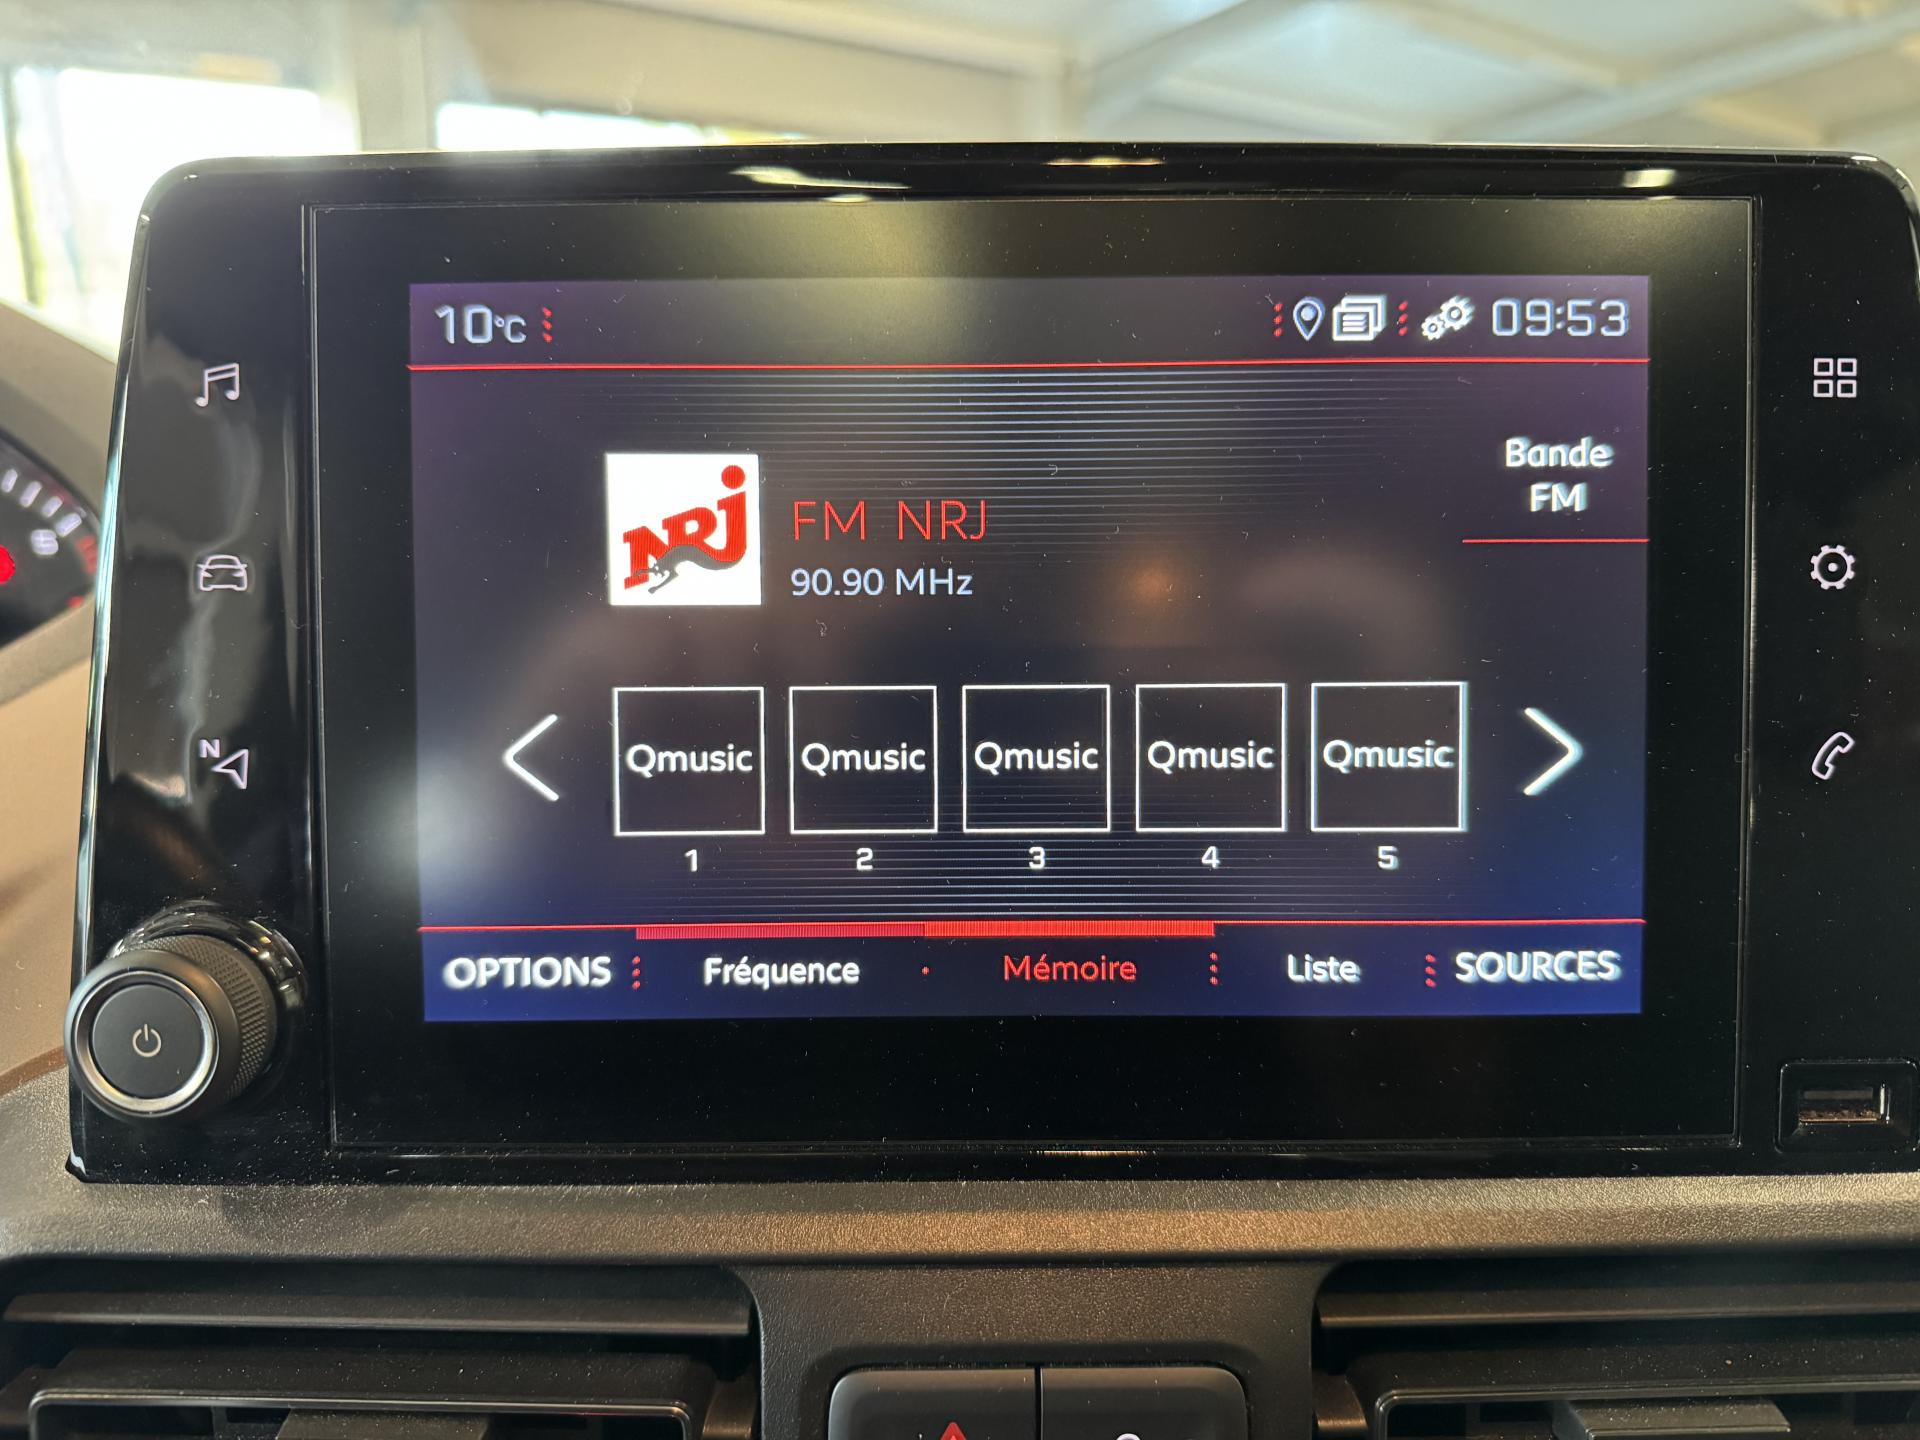 10°C
09:53
Bande
FM
NRJ
FM NRJ
90.90 MHz
N
Qmusic Qmusic Qmusic Qmusic Qmusic
1 2 3 4 5
OPTIONS Fréquence Mémoire Liste SOURCES